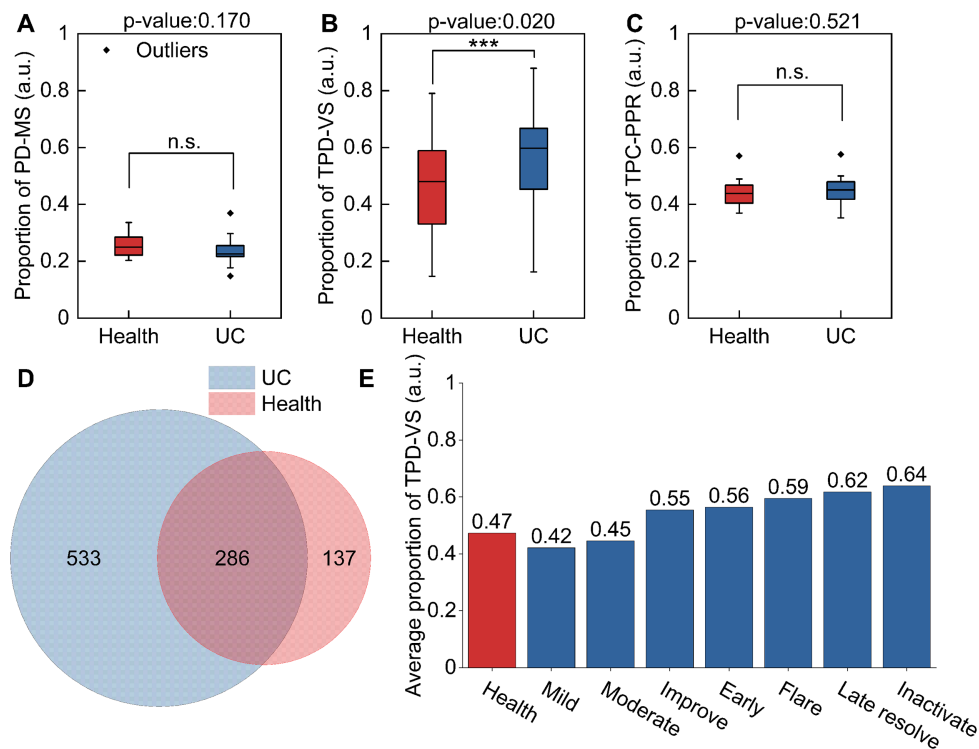 A
p-value:0.170
Proportion of PD-MS (a.u.)
1
0.8
0.6
0.4
0.2
0
Outliers
n.s.
Health
UC
B
p-value:0.020
Proportion of TPD-VS (a.u.)
1
0.8
0.6
0.4
0.2
0
***
Health
UC
C
p-value:0.521
Proportion of TPC-PPR (a.u.)
1
0.8
0.6
0.4
0.2
0
n.s.
Health
UC
D
UC
Health
533
286
137
E
Average proportion of TPD-VS (a.u.)
1
0.8
0.6
0.4
0.2
0
0.47
0.42
0.45
0.55
0.56
0.59
0.62
0.64
Health
Mild
Moderate
Improve
Early
Flare
Late resolve
Inactivate